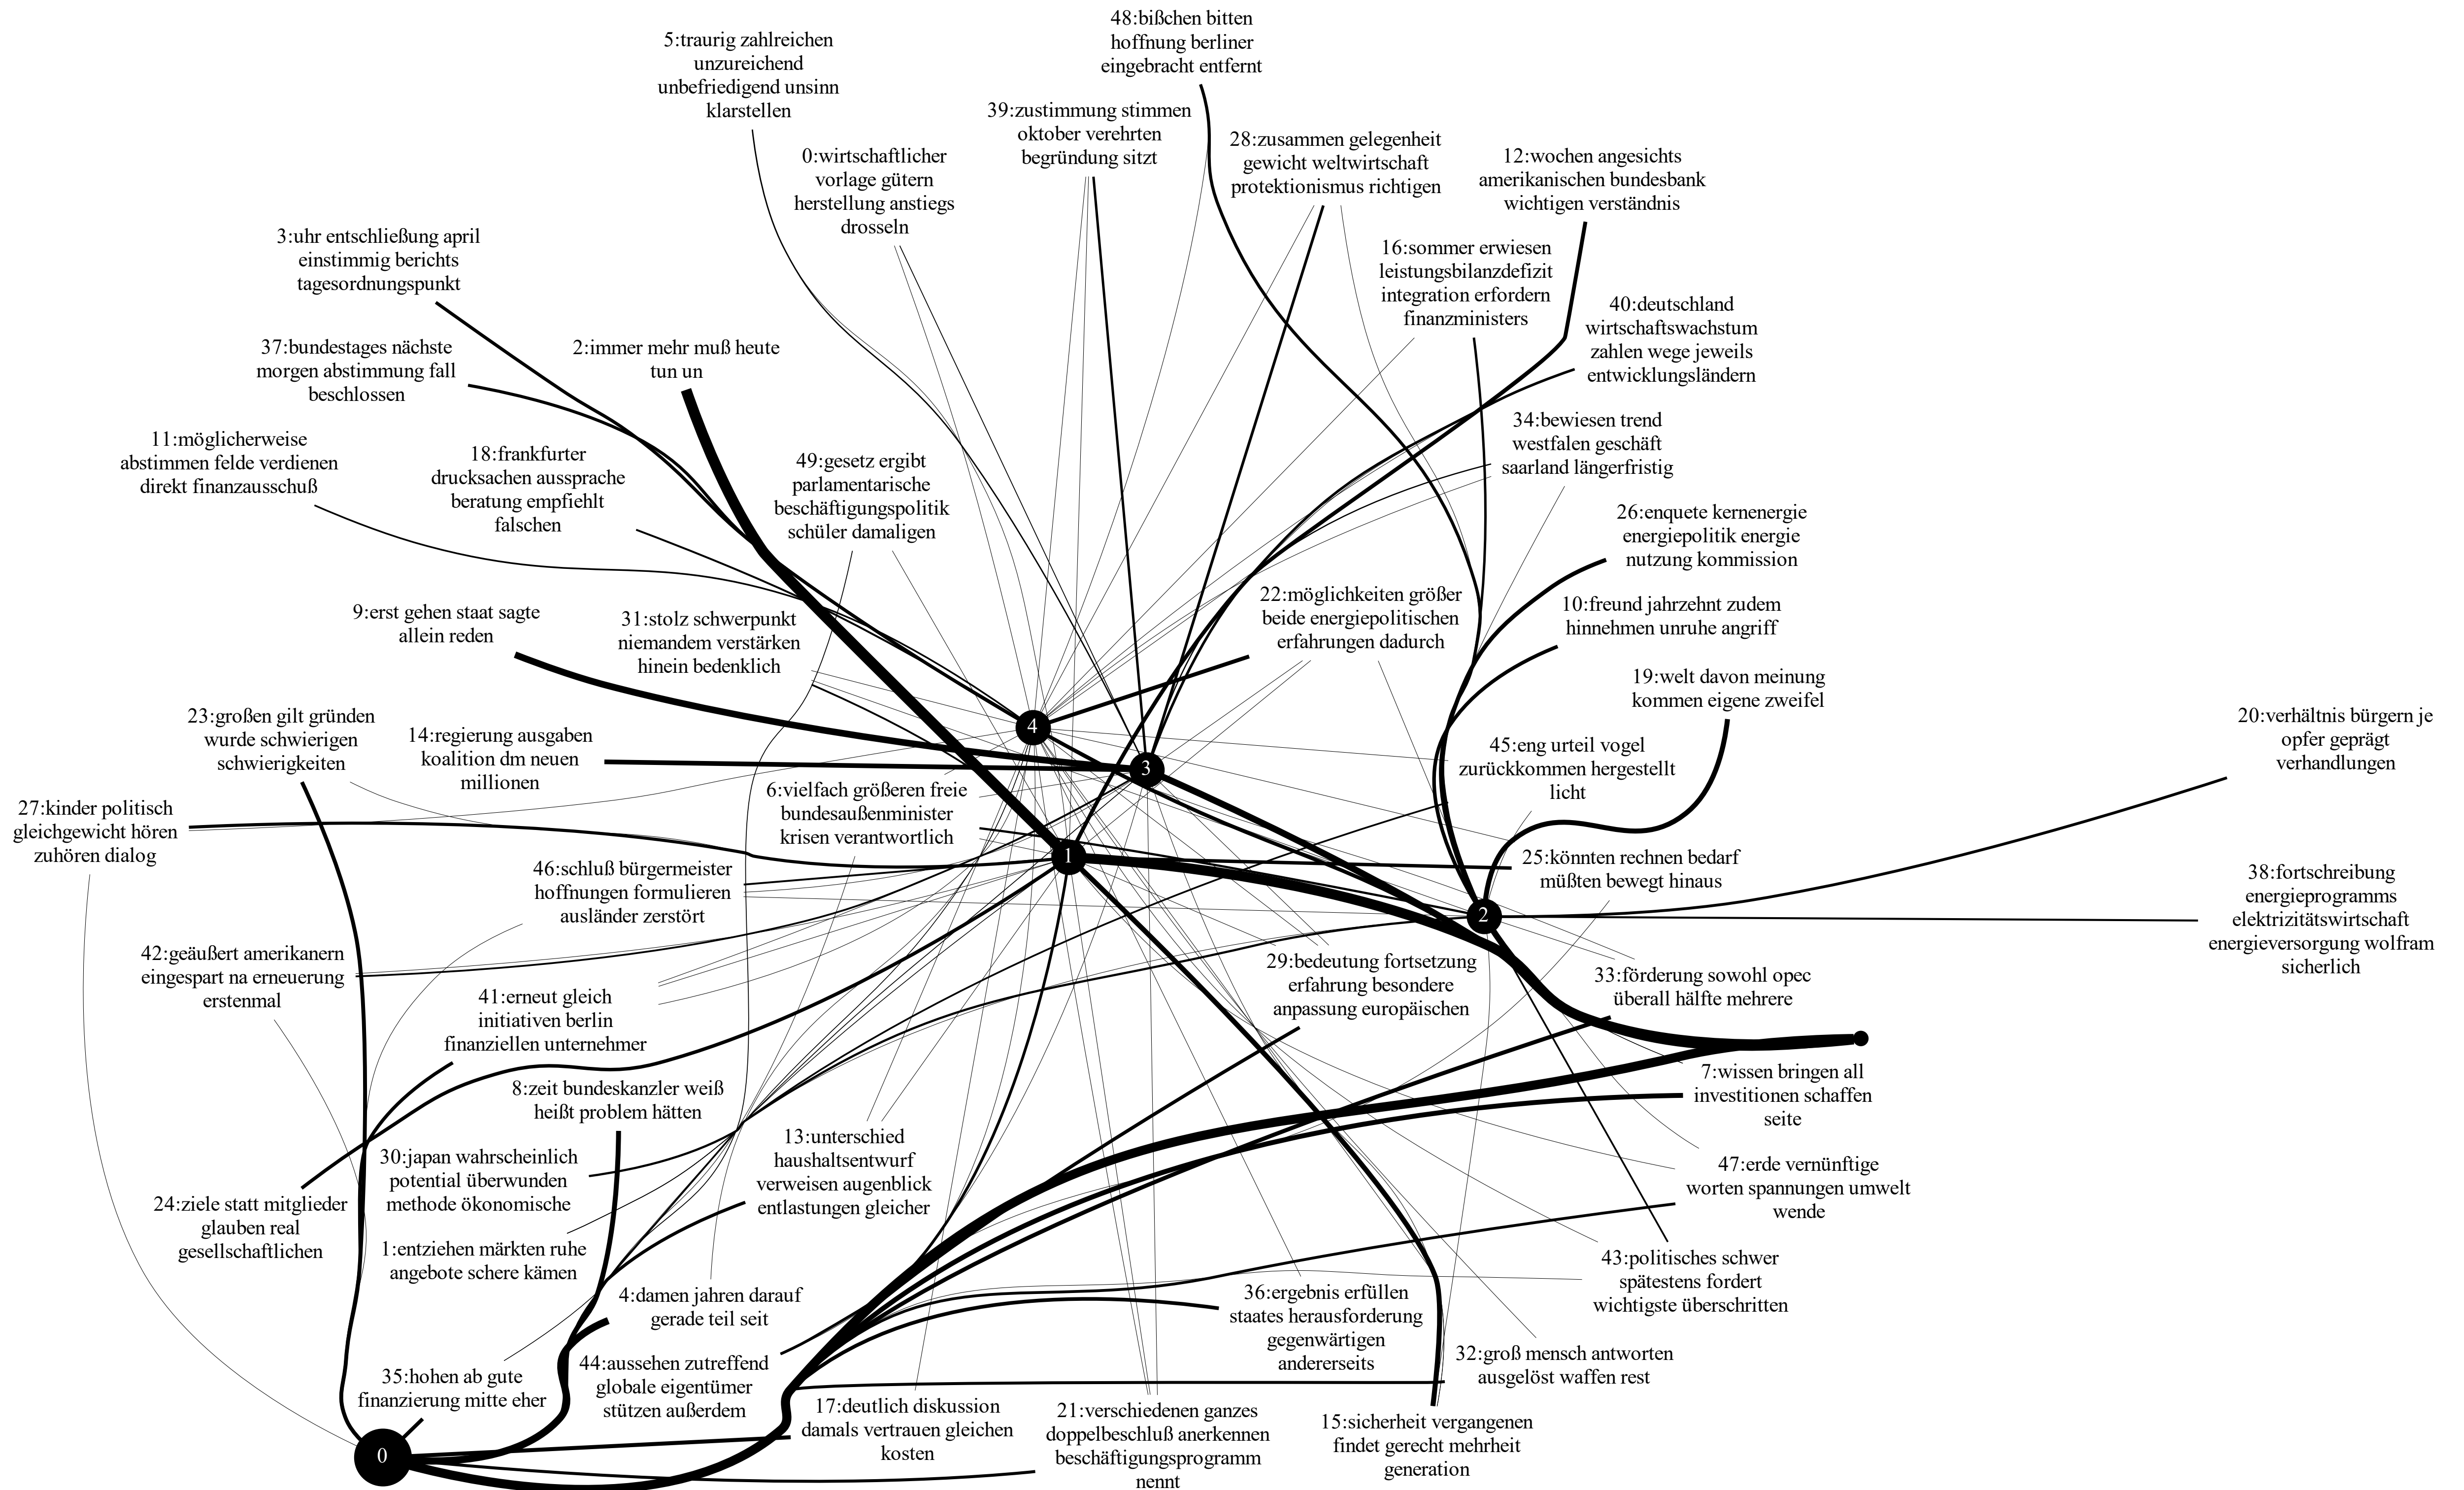 48:bißchen bitten
hoffnung berliner
eingebracht entfernt
5:traurig zahlreichen
unzureichend
unbefriedigend unsinn
klarstellen
39:zustimmung stimmen
oktober verehrten
begründung sitzt
28:zusammen gelegenheit
gewicht weltwirtschaft
protektionismus richtigen
0:wirtschaftlicher
vorlage gütern
herstellung anstiegs
drosseln
12:wochen angesichts
amerikanischen bundesbank
wichtigen verständnis
3:uhr entschließung april
einstimmig berichts
tagesordnungspunkt
16:sommer erwiesen
leistungsbilanzdefizit
integration erfordern
finanzministers
40:deutschland
wirtschaftswachstum
zahlen wege jeweils
entwicklungsländern
37:bundestages nächste
morgen abstimmung fall
beschlossen
2:immer mehr muß heute
tun un
34:bewiesen trend
westfalen geschäft
saarland längerfristig
11:möglicherweise
abstimmen felde verdienen
direkt finanzausschuß
18:frankfurter
drucksachen aussprache
beratung empfiehlt
falschen
49:gesetz ergibt
parlamentarische
beschäftigungspolitik
schüler damaligen
26:enquete kernenergie
energiepolitik energie
nutzung kommission
22:möglichkeiten größer
beide energiepolitischen
erfahrungen dadurch
10:freund jahrzehnt zudem
hinnehmen unruhe angriff
9:erst gehen staat sagte
allein reden
31:stolz schwerpunkt
niemandem verstärken
hinein bedenklich
19:welt davon meinung
kommen eigene zweifel
23:großen gilt gründen
wurde schwierigen
schwierigkeiten
14:regierung ausgaben
koalition dm neuen
millionen
4
3
45:eng urteil vogel
zurückkommen hergestellt
licht
20:verhältnis bürgern je
opfer geprägt
verhandlungen
27:kinder politisch
gleichgewicht hören
zuhören dialog
6:vielfach größeren freie
bundesaußenminister
krisen verantwortlich
1
25:könnten rechnen bedarf
müßten bewegt hinaus
46:schluß bürgermeister
hoffnungen formulieren
ausländer zerstört
2
38:fortschreibung
energieprogramms
elektrizitätswirtschaft
energieversorgung wolfram
sicherlich
42:geäußert amerikanern
eingespart na erneuerung
erstenmal
29:bedeutung fortsetzung
erfahrung besondere
anpassung europäischen
33:förderung sowohl opec
überall hälfte mehrere
41:erneut gleich
initiativen berlin
finanziellen unternehmer
7:wissen bringen all
investitionen schaffen
seite
8:zeit bundeskanzler weiß
heißt problem hätten
13:unterschied
haushaltsentwurf
verweisen augenblick
entlastungen gleicher
30:japan wahrscheinlich
potential überwunden
methode ökonomische
47:erde vernünftige
worten spannungen umwelt
wende
24:ziele statt mitglieder
glauben real
gesellschaftlichen
1:entziehen märkten ruhe
angebote schere kämen
43:politisches schwer
spätestens fordert
wichtigste überschritten
4:damen jahren darauf
gerade teil seit
36:ergebnis erfüllen
staates herausforderung
gegenwärtigen
andererseits
32:groß mensch antworten
ausgelöst waffen rest
44:aussehen zutreffend
globale eigentümer
stützen außerdem
35:hohen ab gute
finanzierung mitte eher
17:deutlich diskussion
damals vertrauen gleichen
kosten
21:verschiedenen ganzes
doppelbeschluß anerkennen
beschäftigungsprogramm
nennt
15:sicherheit vergangenen
findet gerecht mehrheit
generation
0